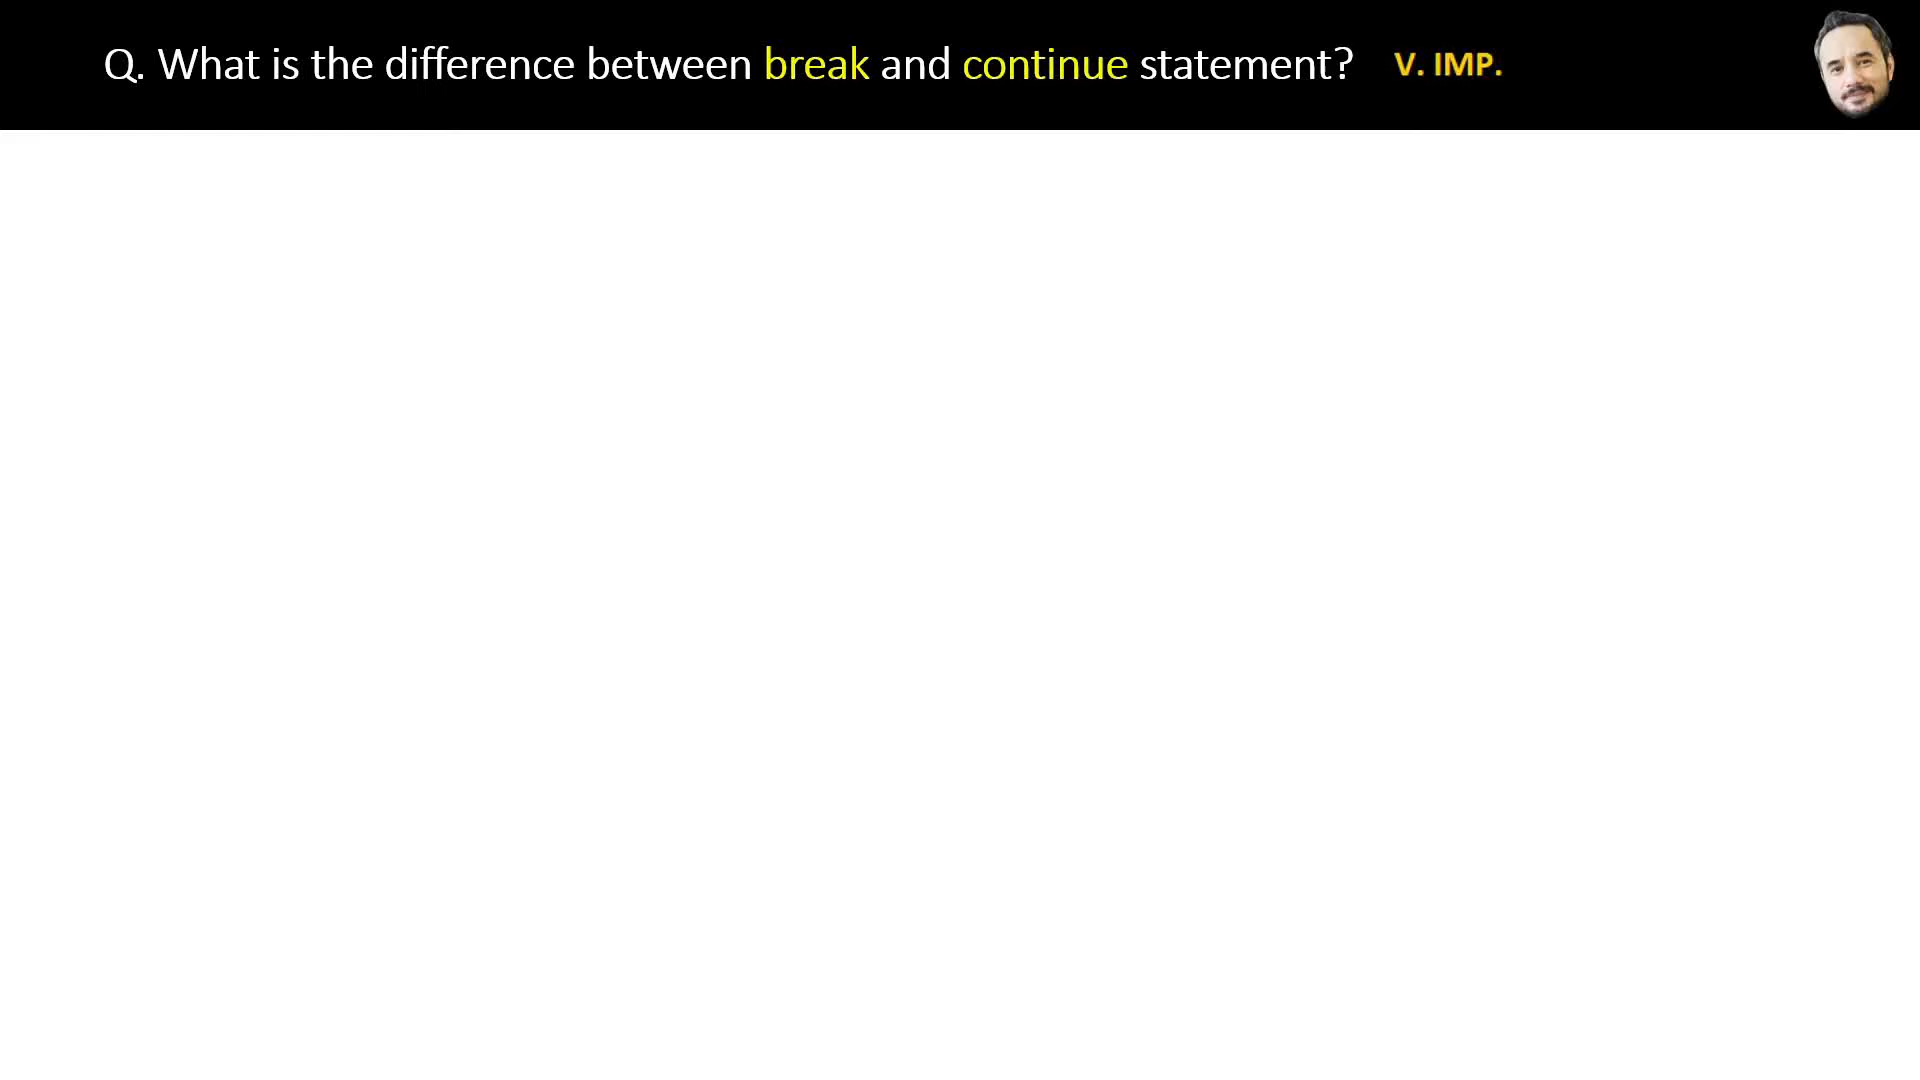 Q. What is the difference between break and continue statement? V. IMP.